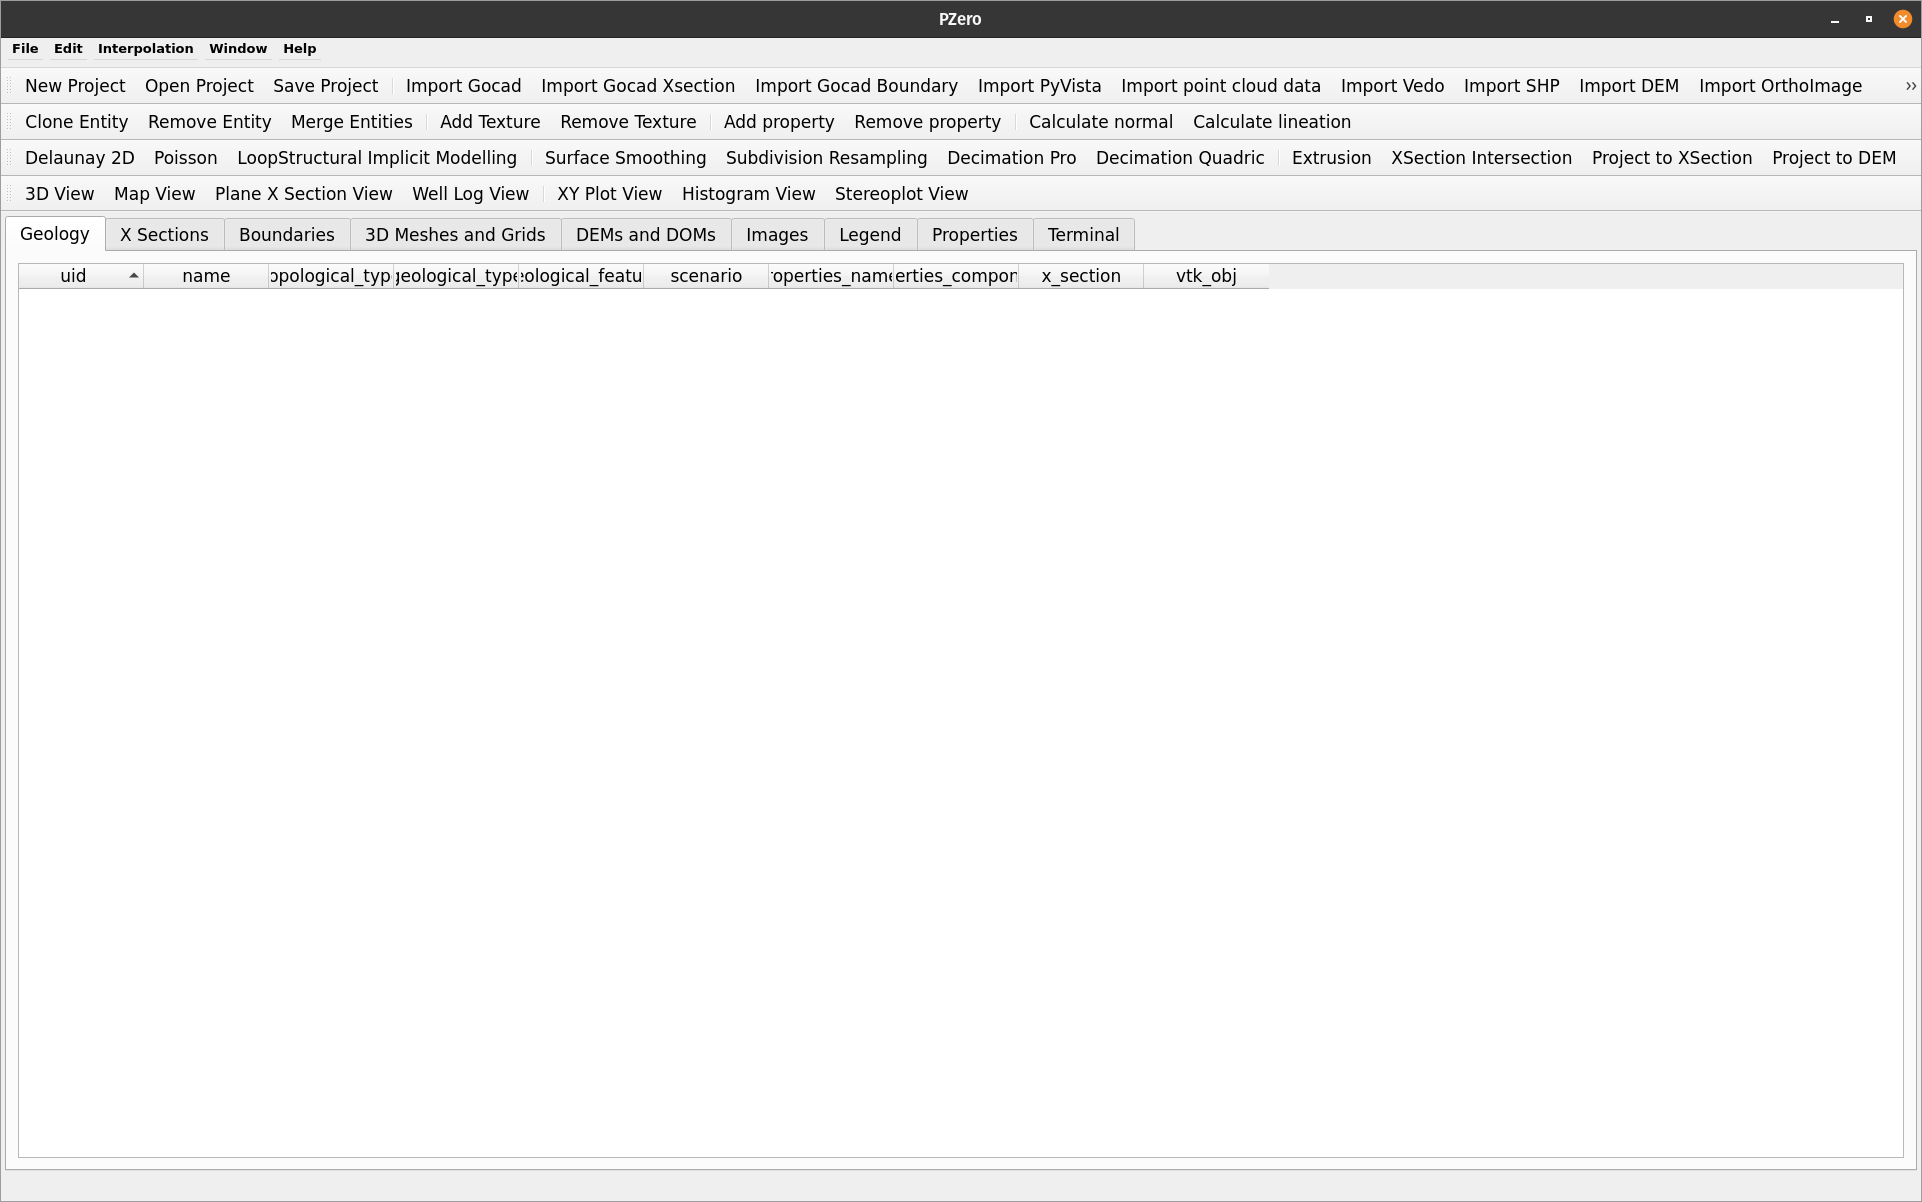 PZero
File Edit Interpolation Window Help
New Project Open Project Save Project Import Gocad Import Gocad Xsection Import Gocad Boundary Import PyVista Import point cloud data Import Vedo Import SHP Import DEM Import OrthoImage »
Clone Entity Remove Entity Merge Entities Add Texture Remove Texture Add property Remove property Calculate normal Calculate lineation
Delaunay 2D Poisson LoopStructural Implicit Modelling Surface Smoothing Subdivision Resampling Decimation Pro Decimation Quadric Extrusion XSection Intersection Project to XSection Project to DEM
3D View Map View Plane X Section View Well Log View XY Plot View Histogram View Stereoplot View
Geology X Sections Boundaries 3D Meshes and Grids DEMs and DOMs Images Legend Properties Terminal
uid name opological_typ geological_type eological_featu scenario roperties_name erties_compon x_section vtk_obj